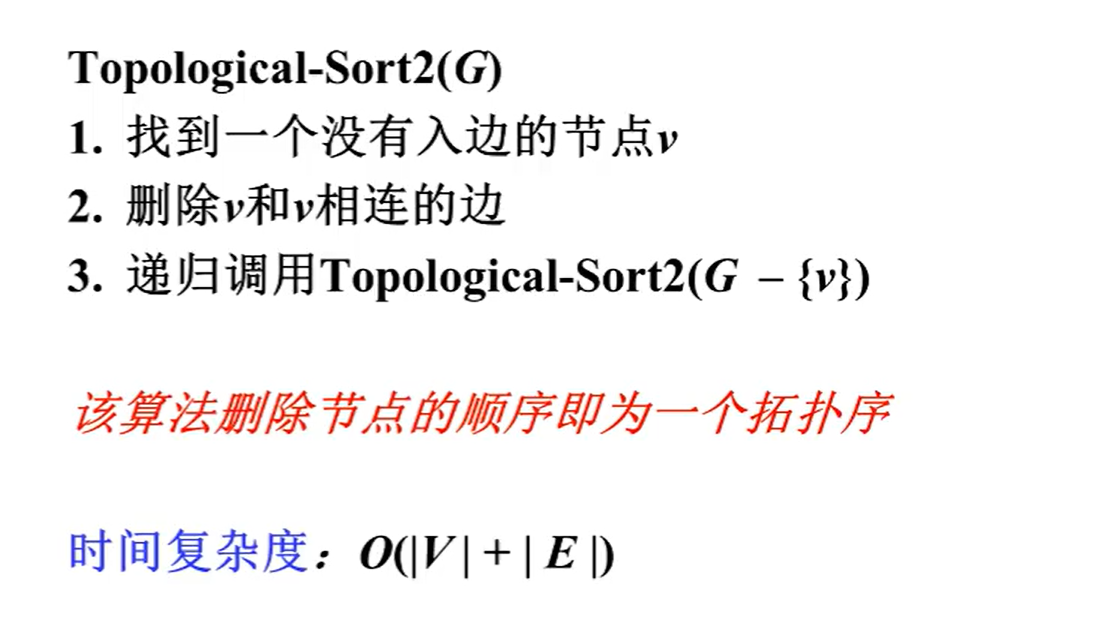 Topological-Sort2(G)
1. 找到一个没有入边的节点v
2. 删除v和v相连的边
3. 递归调用Topological-Sort2(G – {v})
该算法删除节点的顺序即为一个拓扑序
时间复杂度：O(|V|+|E|)